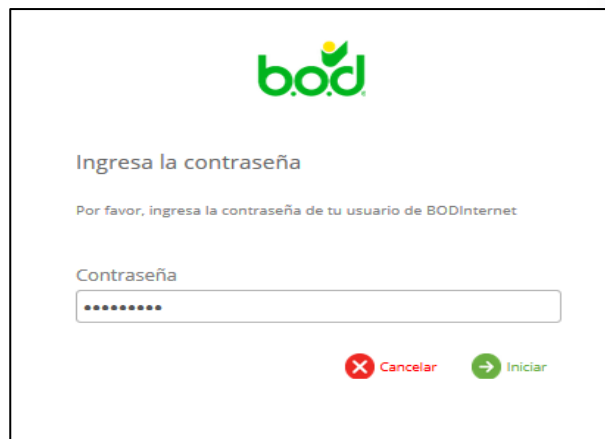 b.o.d
Ingresa la contraseña
Por favor, ingresa la contraseña de tu usuario de BODInternet
Contraseña
•••••••••
Cancelar
Iniciar